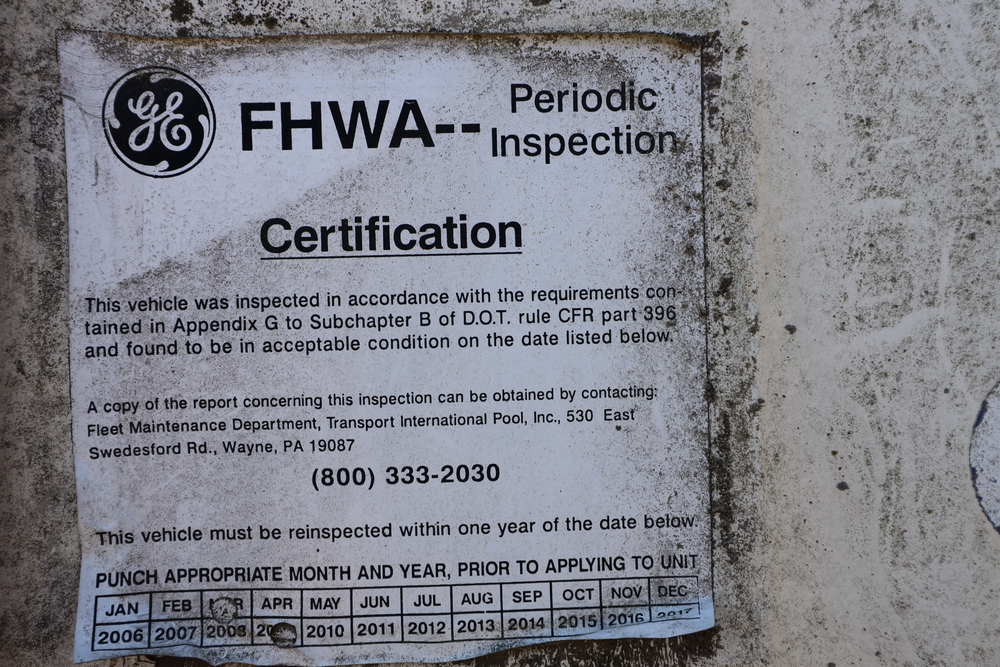 GE
FHWA--
Periodic
Inspection
Certification
This vehicle was inspected in accordance with the requirements con-
tained in Appendix G to Subchapter B of D.O.T. rule CFR part 396
and found to be in acceptable condition on the date listed below.
A copy of the report concerning this inspection can be obtained by contacting:
Fleet Maintenance Department, Transport International Pool, Inc., 530 East
Swedesford Rd., Wayne, PA 19087
(800) 333-2030
This vehicle must be reinspected within one year of the date below.
PUNCH APPROPRIATE MONTH AND YEAR, PRIOR TO APPLYING TO UNIT
JAN FEB APR MAY JUN JUL AUG SEP OCT NOV DEC
2006 2007 2008 2010 2011 2012 2013 2014 2015 2016 2017